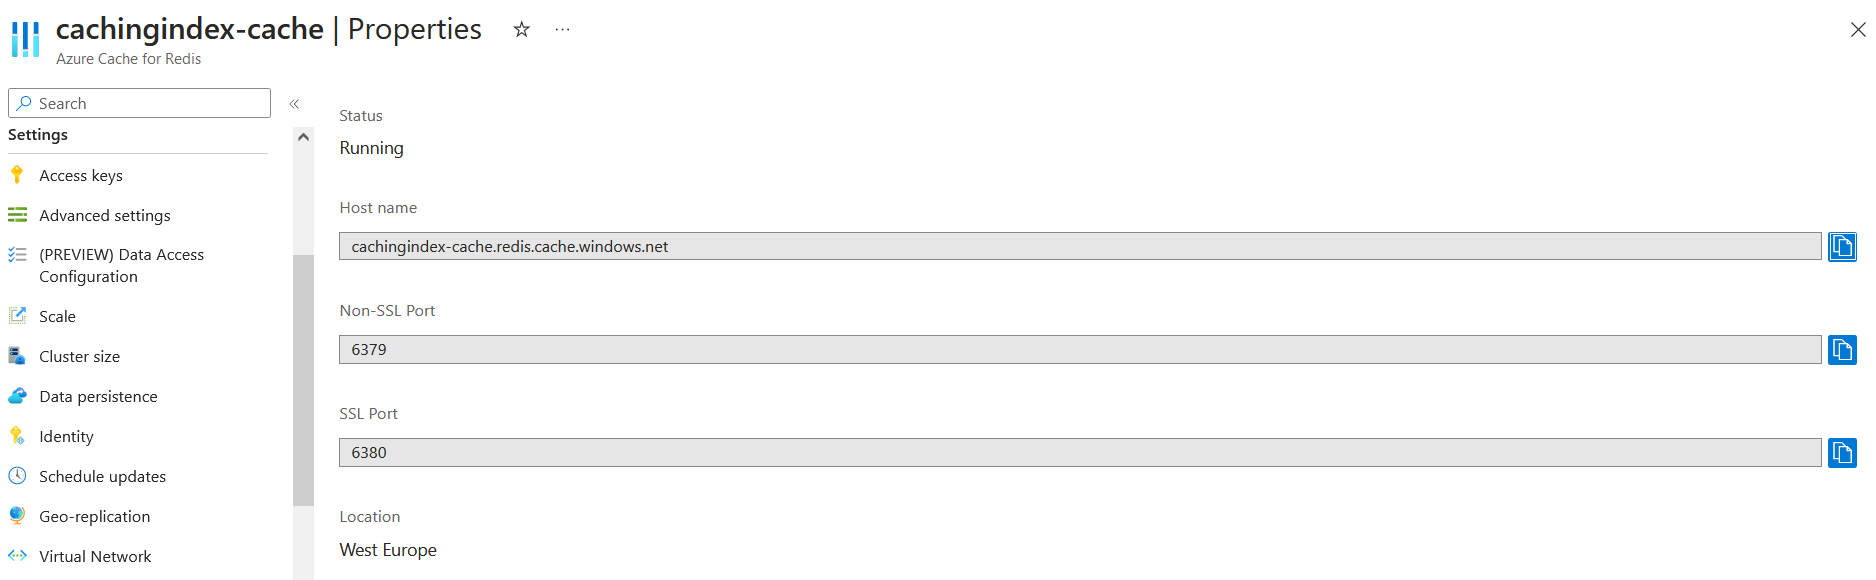 cachingindex-cache | Properties
Azure Cache for Redis
Search
Settings
Access keys
Advanced settings
(PREVIEW) Data Access
Configuration
Scale
Cluster size
Data persistence
Identity
Schedule updates
Geo-replication
Virtual Network
Status
Running
Host name
cachingindex-cache.redis.cache.windows.net
Non-SSL Port
6379
SSL Port
6380
Location
West Europe